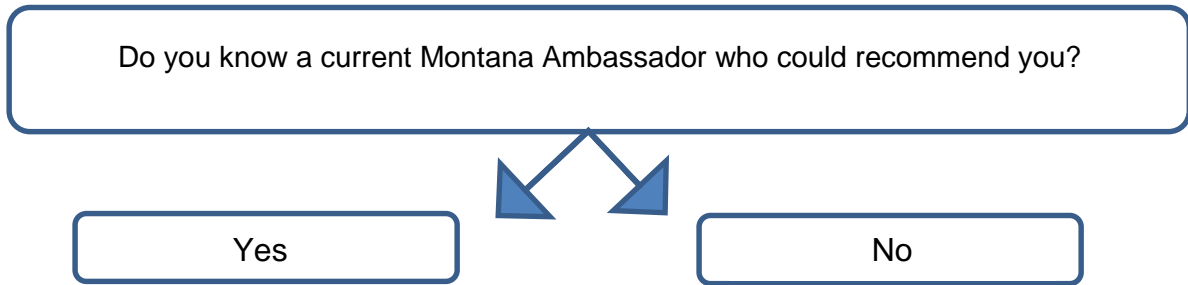 Do you know a current Montana Ambassador who could recommend you?
Yes
No